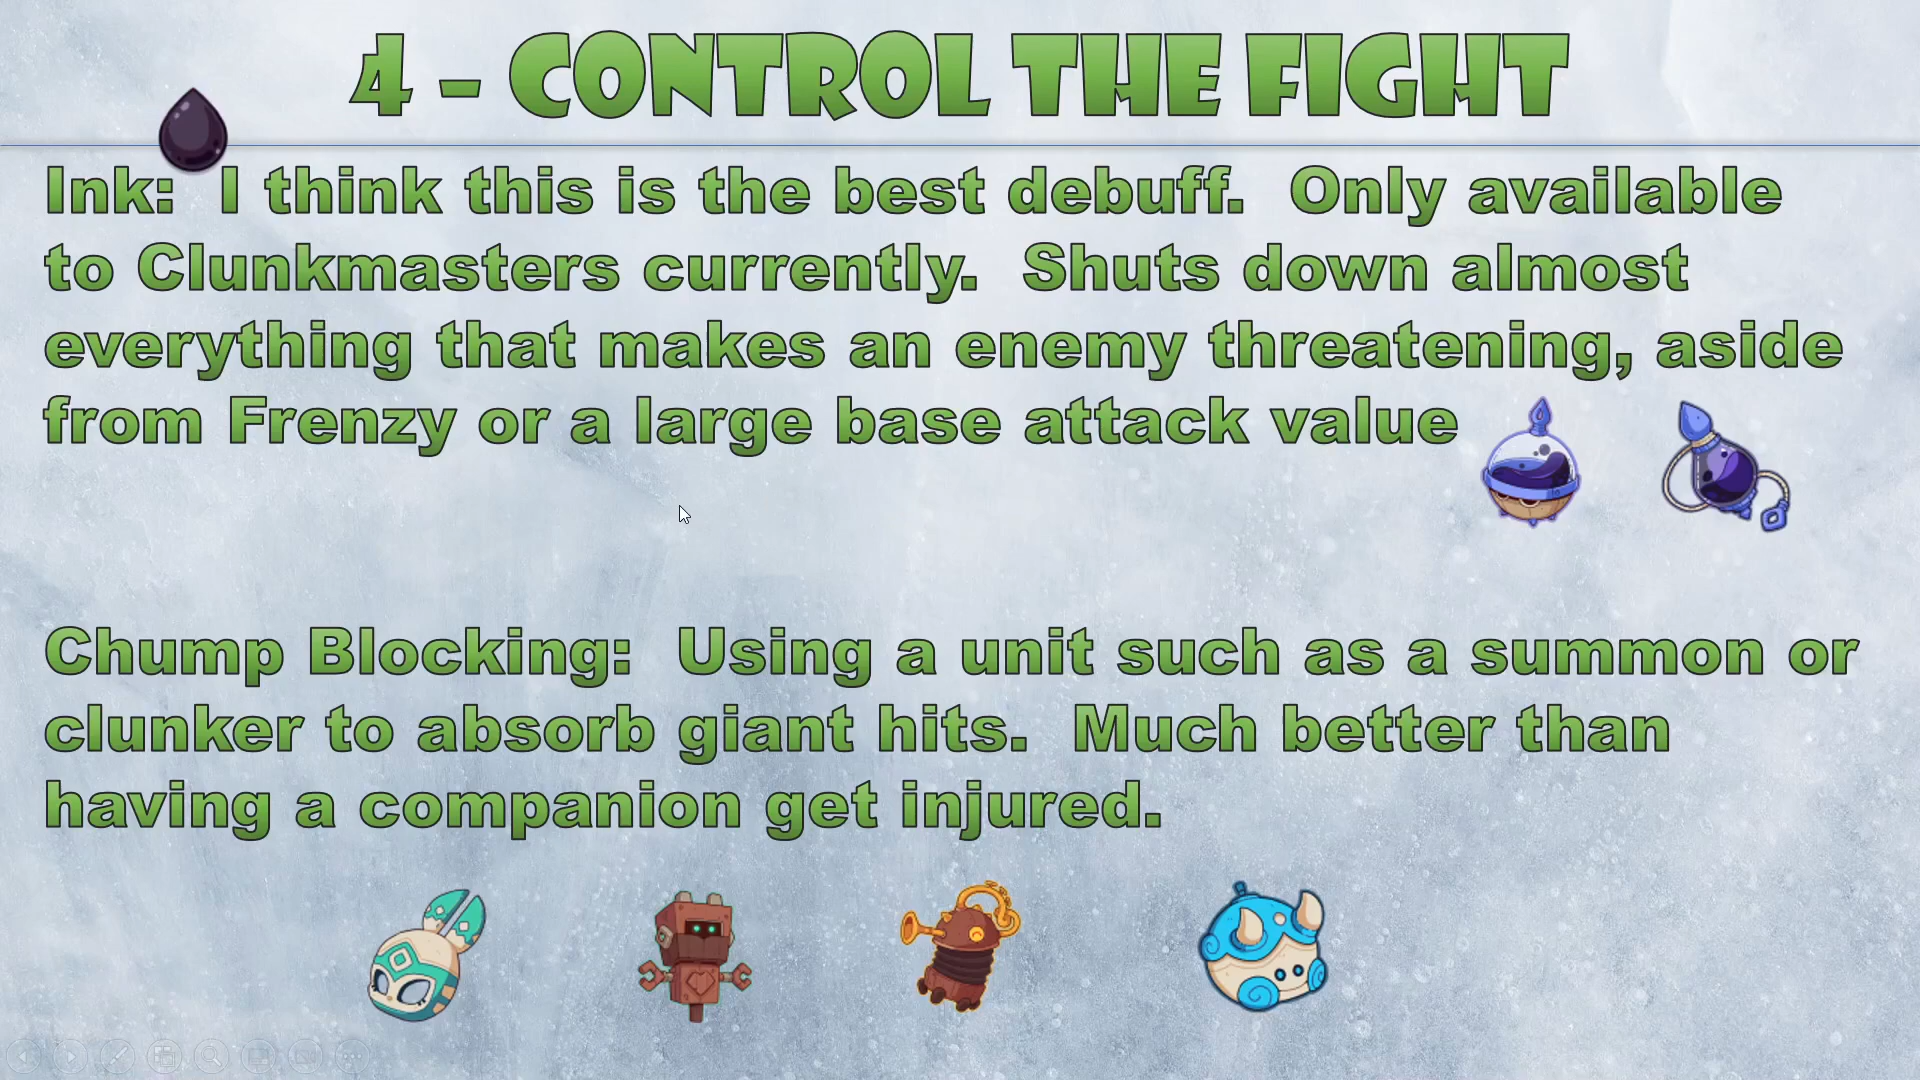 4 – CONTROL THE FIGHT
Ink:  I think this is the best debuff.  Only available
to Clunkmasters currently.  Shuts down almost
everything that makes an enemy threatening, aside
from Frenzy or a large base attack value
Chump Blocking:  Using a unit such as a summon or
clunker to absorb giant hits.  Much better than
having a companion get injured.